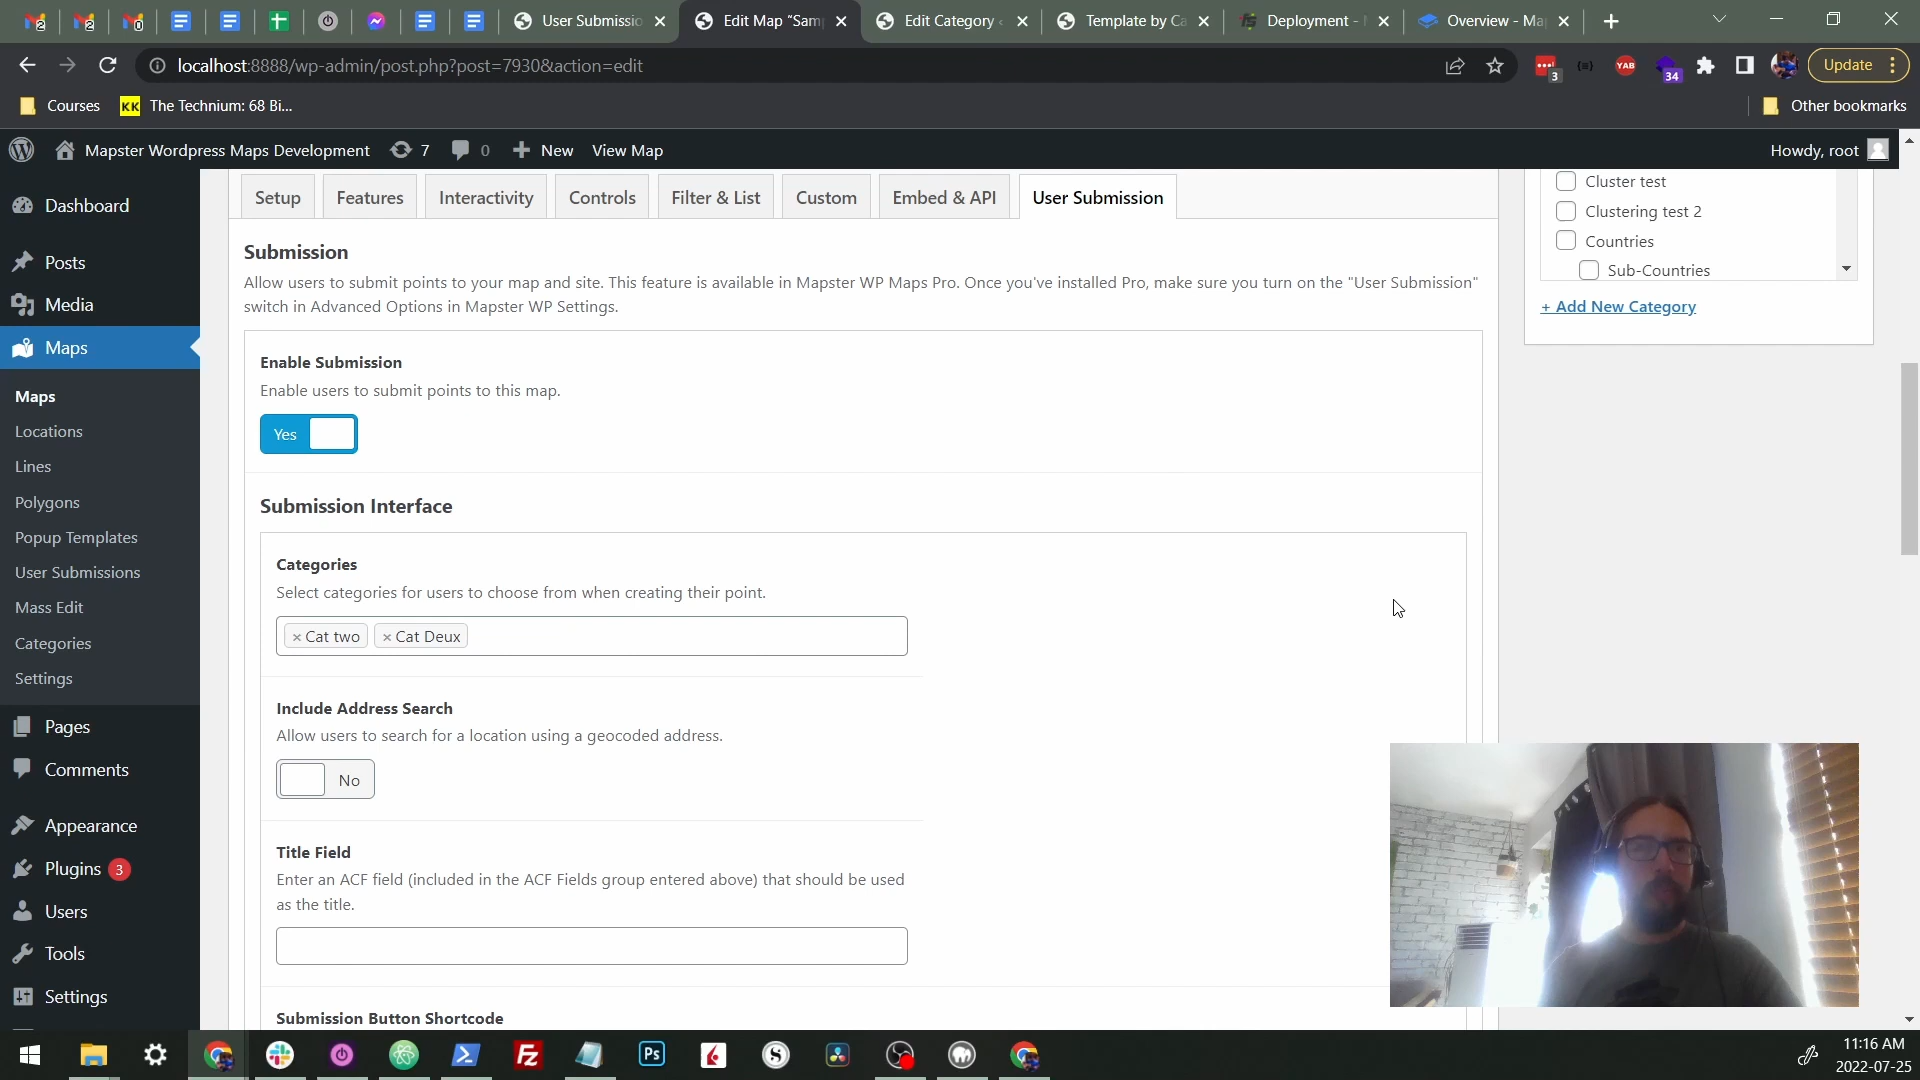 User Submissio
Edit Map "Sam
Edit Category
Template by Ca
Deployment -
Overview - Ma
localhost:8888/wp-admin/post.php?post=7930&action=edit
3
YAB
34
Update
Courses
KK
The Technium: 68 Bi...
Other bookmarks
Mapster Wordpress Maps Development
7
0
New
View Map
Howdy, root
Dashboard
Posts
Media
Maps
Maps
Locations
Lines
Polygons
Popup Templates
User Submissions
Mass Edit
Categories
Settings
Pages
Comments
Appearance
Plugins 3
Users
Tools
Settings
Setup
Features
Interactivity
Controls
Filter & List
Custom
Embed & API
User Submission
Submission
Allow users to submit points to your map and site. This feature is available in Mapster WP Maps Pro. Once you've installed Pro, make sure you turn on the "User Submission"
switch in Advanced Options in Mapster WP Settings.
Enable Submission
Enable users to submit points to this map.
Yes
Submission Interface
Categories
Select categories for users to choose from when creating their point.
× Cat two
× Cat Deux
Include Address Search
Allow users to search for a location using a geocoded address.
No
Title Field
Enter an ACF field (included in the ACF Fields group entered above) that should be used
as the title.
Submission Button Shortcode
Cluster test
Clustering test 2
Countries
Sub-Countries
+ Add New Category
Ps
Fz
11:16 AM
2022-07-25